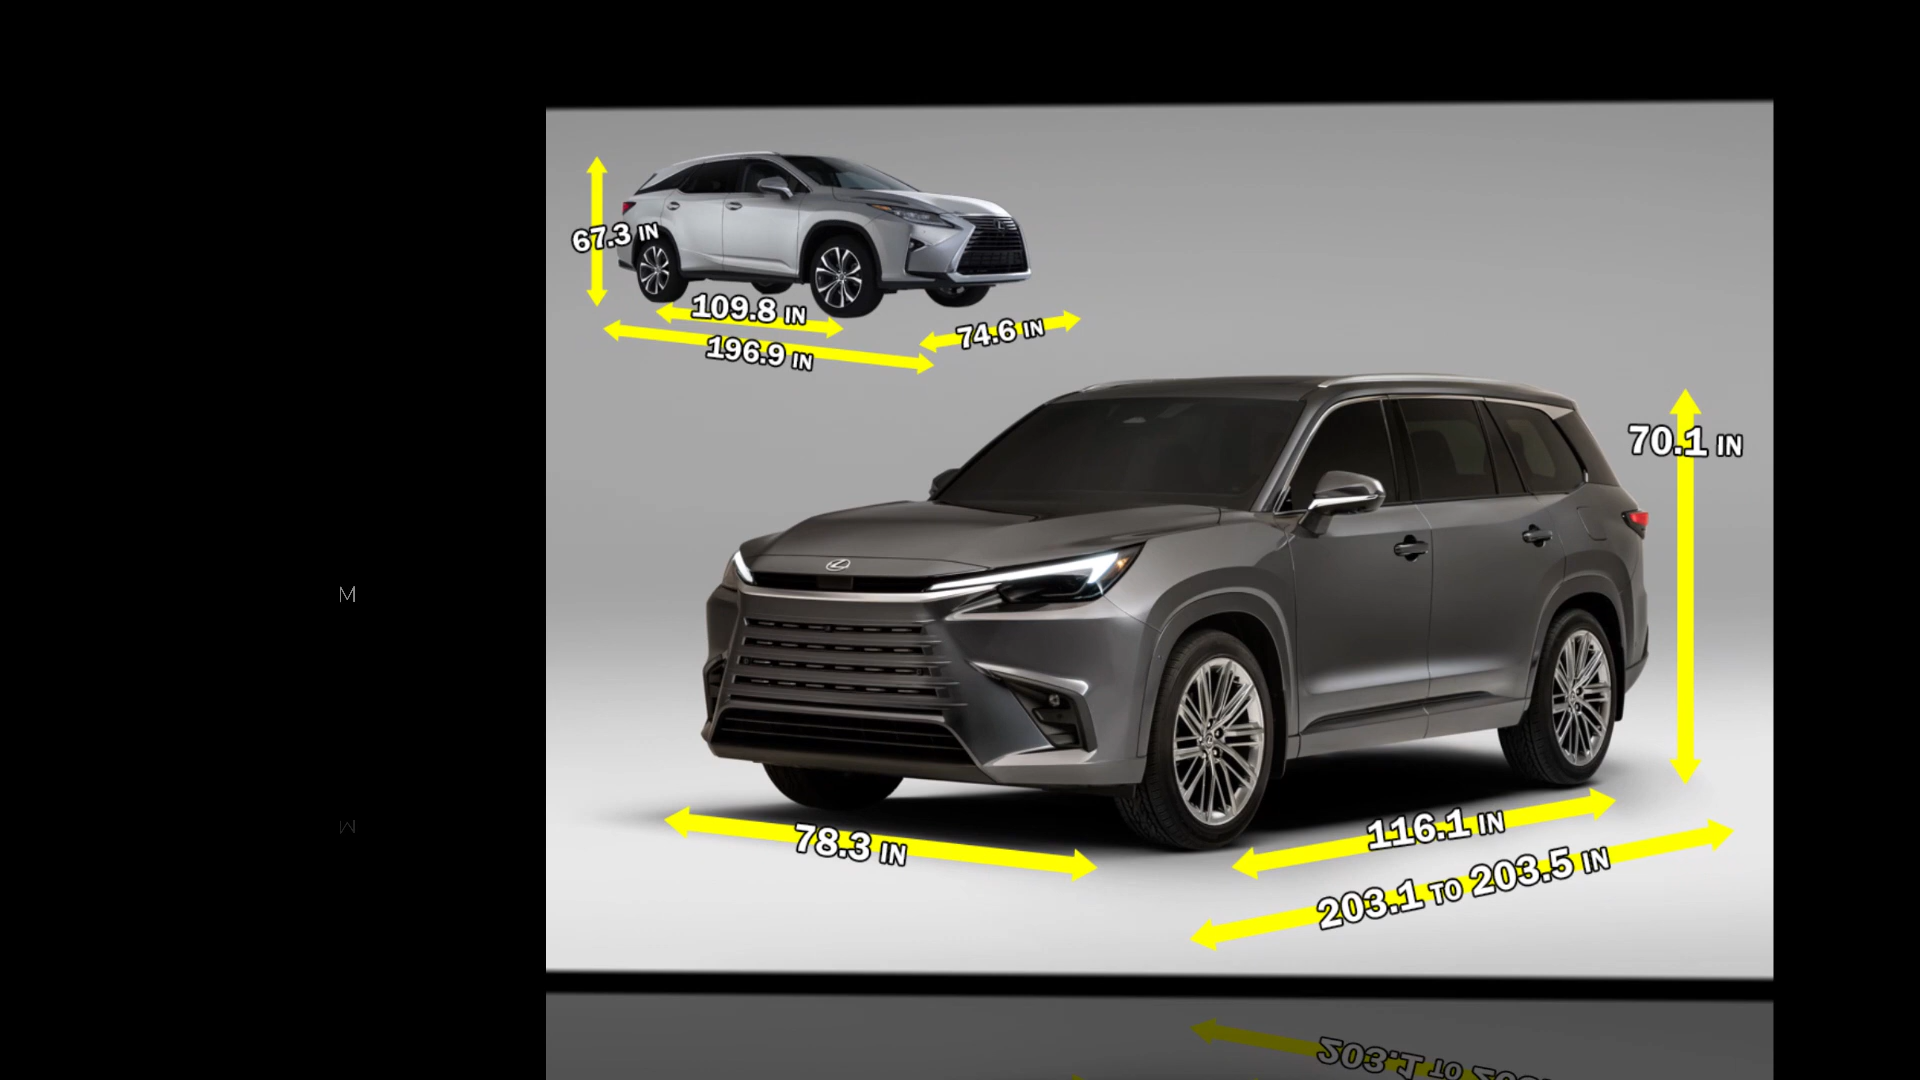 67.3 IN
109.8 IN
196.9 IN
74.6 IN
70.1 IN
M
78.3 IN
116.1 IN
203.1 TO 203.5 IN